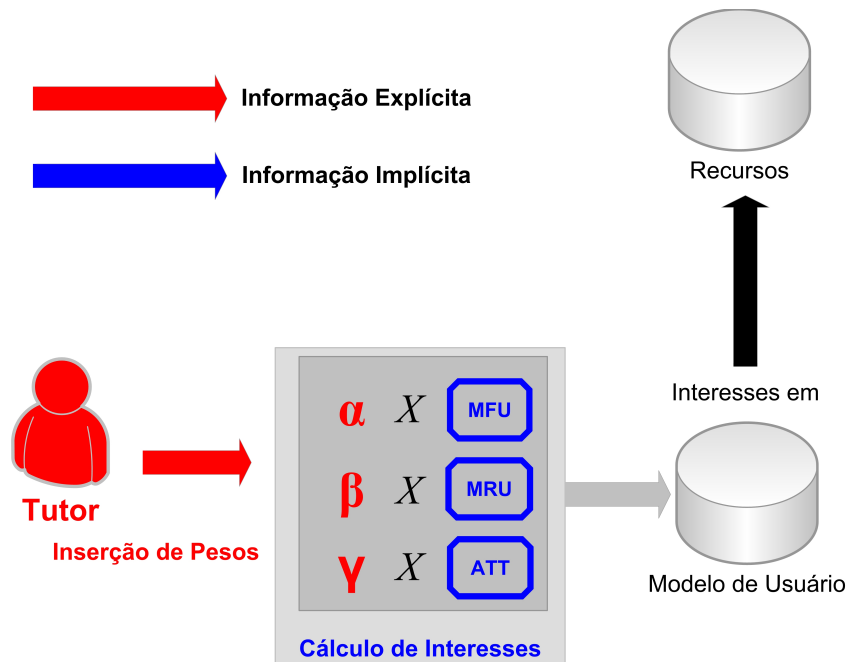 Informação Explícita
Informação Implícita
Recursos
Interesses em
α X MFU
β X MRU
γ X ATT
Tutor
Inserção de Pesos
Modelo de Usuário
Cálculo de Interesses